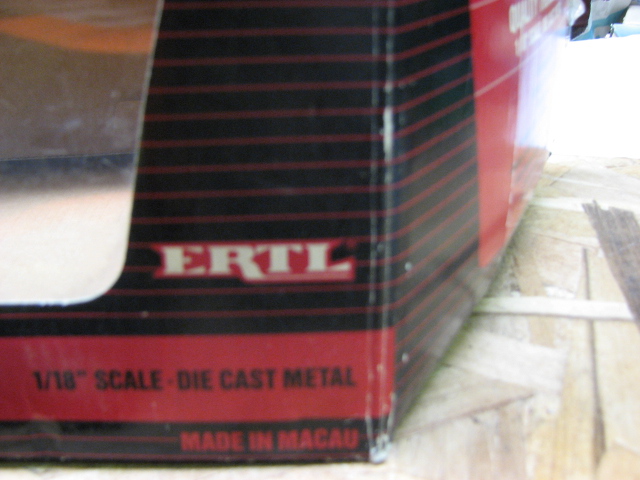 ERTL
1/18" SCALE · DIE CAST METAL
MADE IN MACAU